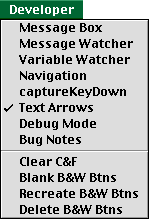 Developer
Message Box
Message Watcher
Variable Watcher
Navigation
captureKeyDown
✓ Text Arrows
Debug Mode
Bug Notes
Clear C&F
Blank B&W Btns
Recreate B&W Btns
Delete B&W Btns